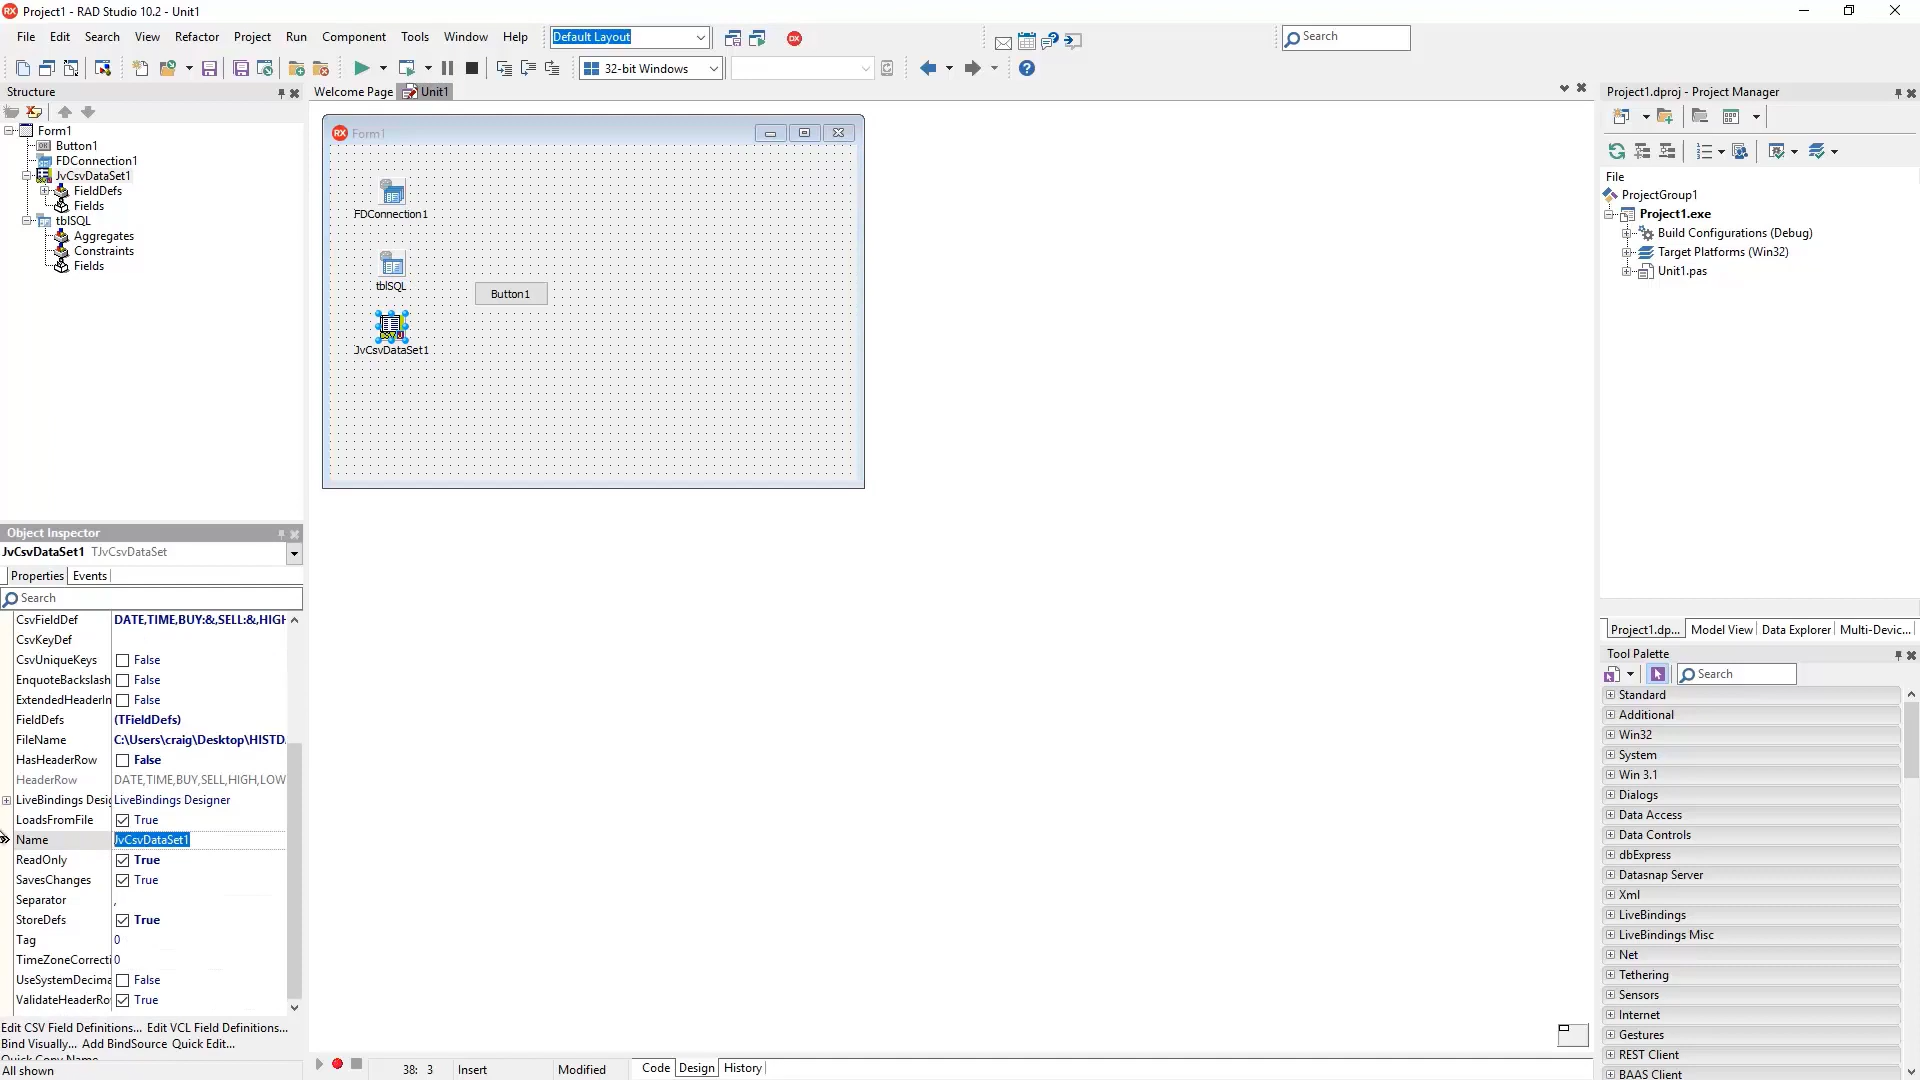 Project1 - RAD Studio 10.2 - Unit1
File Edit Search View Refactor Project Run Component Tools Window Help
Default Layout
Search
32-bit Windows
Structure
Form1
Button1
FDConnection1
JvCsvDataSet1
FieldDefs
Fields
tblSQL
Aggregates
Constraints
Fields
Welcome Page
Unit1
Form1
FDConnection1
tblSQL
Button1
JvCsvDataSet1
Object Inspector
JvCsvDataSet1 TJvCsvDataSet
Properties Events
Search
CsvFieldDef DATE,TIME,BUY:&,SELL:&,HIGH
CsvKeyDef
CsvUniqueKeys False
EnquoteBackslash False
ExtendedHeaderIn False
FieldDefs (TFieldDefs)
FileName C:\Users\craig\Desktop\HISTD
HasHeaderRow False
HeaderRow DATE,TIME,BUY,SELL,HIGH,LOW
LiveBindings Desig LiveBindings Designer
LoadsFromFile True
Name JvCsvDataSet1
ReadOnly True
SavesChanges True
Separator ,
StoreDefs True
Tag 0
TimeZoneCorrecti 0
UseSystemDecima False
ValidateHeaderRo True
Edit CSV Field Definitions... Edit VCL Field Definitions...
Bind Visually... Add BindSource Quick Edit...
Quick Copy Name
All shown
38: 3 Insert Modified Code Design History
Project1.dproj - Project Manager
File
ProjectGroup1
Project1.exe
Build Configurations (Debug)
Target Platforms (Win32)
Unit1.pas
Project1.dp... Model View Data Explorer Multi-Devic...
Tool Palette
Search
Standard
Additional
Win32
System
Win 3.1
Dialogs
Data Access
Data Controls
dbExpress
Datasnap Server
Xml
LiveBindings
LiveBindings Misc
Net
Tethering
Sensors
Internet
Gestures
REST Client
BAAS Client